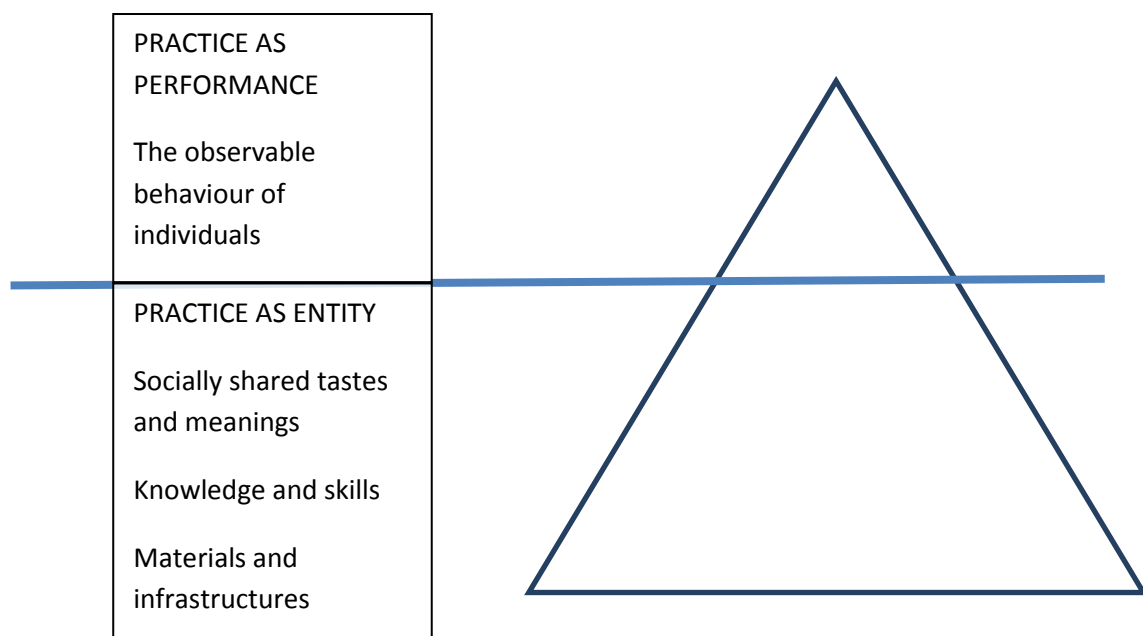 PRACTICE AS
PERFORMANCE
The observable
behaviour of
individuals
PRACTICE AS ENTITY
Socially shared tastes
and meanings
Knowledge and skills
Materials and
infrastructures